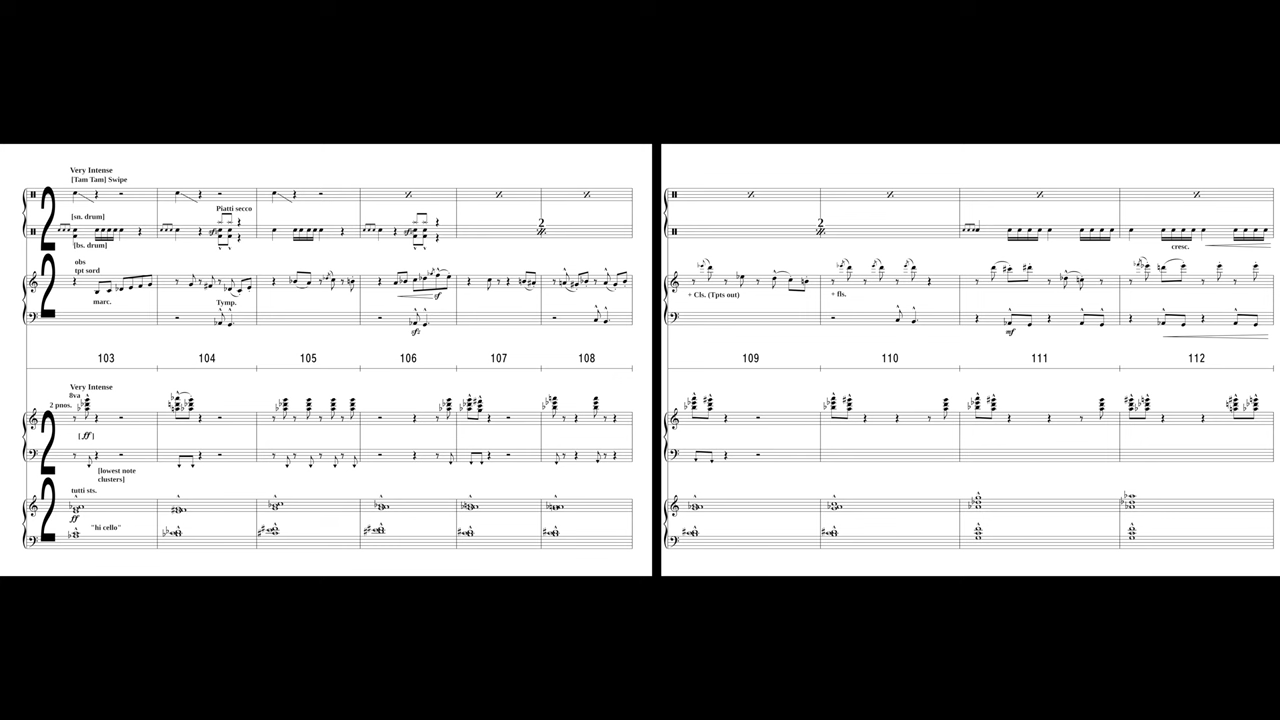 Very Intense
[Tam Tam] Swipe
Piatti secco
[sn. drum]
2
[bs. drum]
obs
tpt sord
marc.
Tymp.
sf
sfz
103 104 105 106 107 108
Very Intense
8va
2 pnos.
[ff]
[lowest note
clusters]
tutti sts.
ff
"hi cello"
2
cresc.
+ Cls. (Tpts out)
+ fls.
mf
109 110 111 112